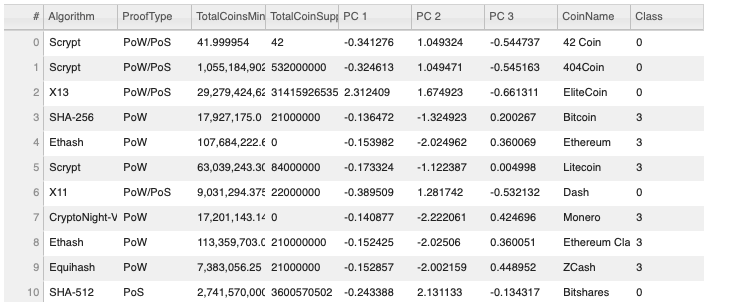 # Algorithm ProofType TotalCoinsMin TotalCoinSup PC 1 PC 2 PC 3 CoinName Class
0 Scrypt PoW/PoS 41.999954 42 -0.341276 1.049324 -0.544737 42 Coin 0
1 Scrypt PoW/PoS 1,055,184,902 532000000 -0.324613 1.049471 -0.545163 404Coin 0
2 X13 PoW/PoS 29,279,424,62 31415926535 2.312409 1.674923 -0.661311 EliteCoin 0
3 SHA-256 PoW 17,927,175.0 21000000 -0.136472 -1.324923 0.200267 Bitcoin 3
4 Ethash PoW 107,684,222.6 0 -0.153982 -2.024962 0.360069 Ethereum 3
5 Scrypt PoW 63,039,243.30 84000000 -0.173324 -1.122387 0.004998 Litecoin 3
6 X11 PoW/PoS 9,031,294.375 22000000 -0.389509 1.281742 -0.532132 Dash 0
7 CryptoNight-V PoW 17,201,143.14 0 -0.140877 -2.222061 0.424696 Monero 3
8 Ethash PoW 113,359,703.0 210000000 -0.152425 -2.02506 0.360051 Ethereum Cla 3
9 Equihash PoW 7,383,056.25 21000000 -0.152857 -2.002159 0.448952 ZCash 3
10 SHA-512 PoS 2,741,570,000 3600570502 -0.243388 2.131133 -0.134317 Bitshares 0